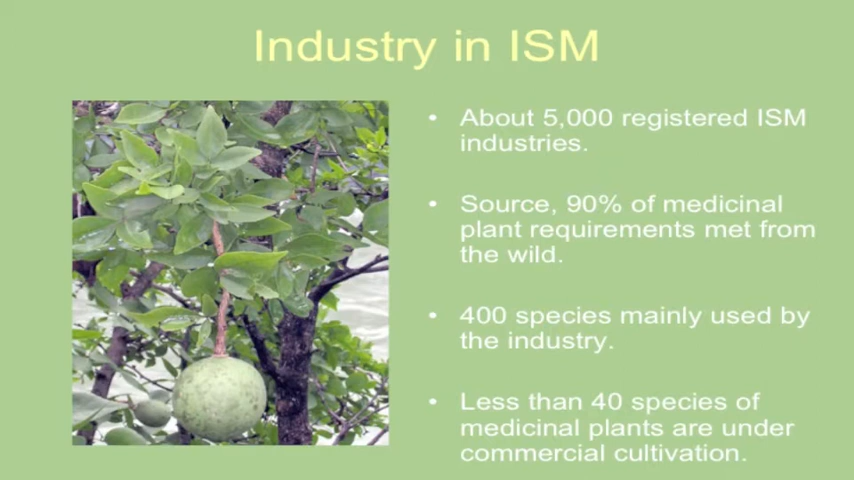 Industry in ISM
• About 5,000 registered ISM
industries.
• Source, 90% of medicinal
plant requirements met from
the wild.
• 400 species mainly used by
the industry.
• Less than 40 species of
medicinal plants are under
commercial cultivation.